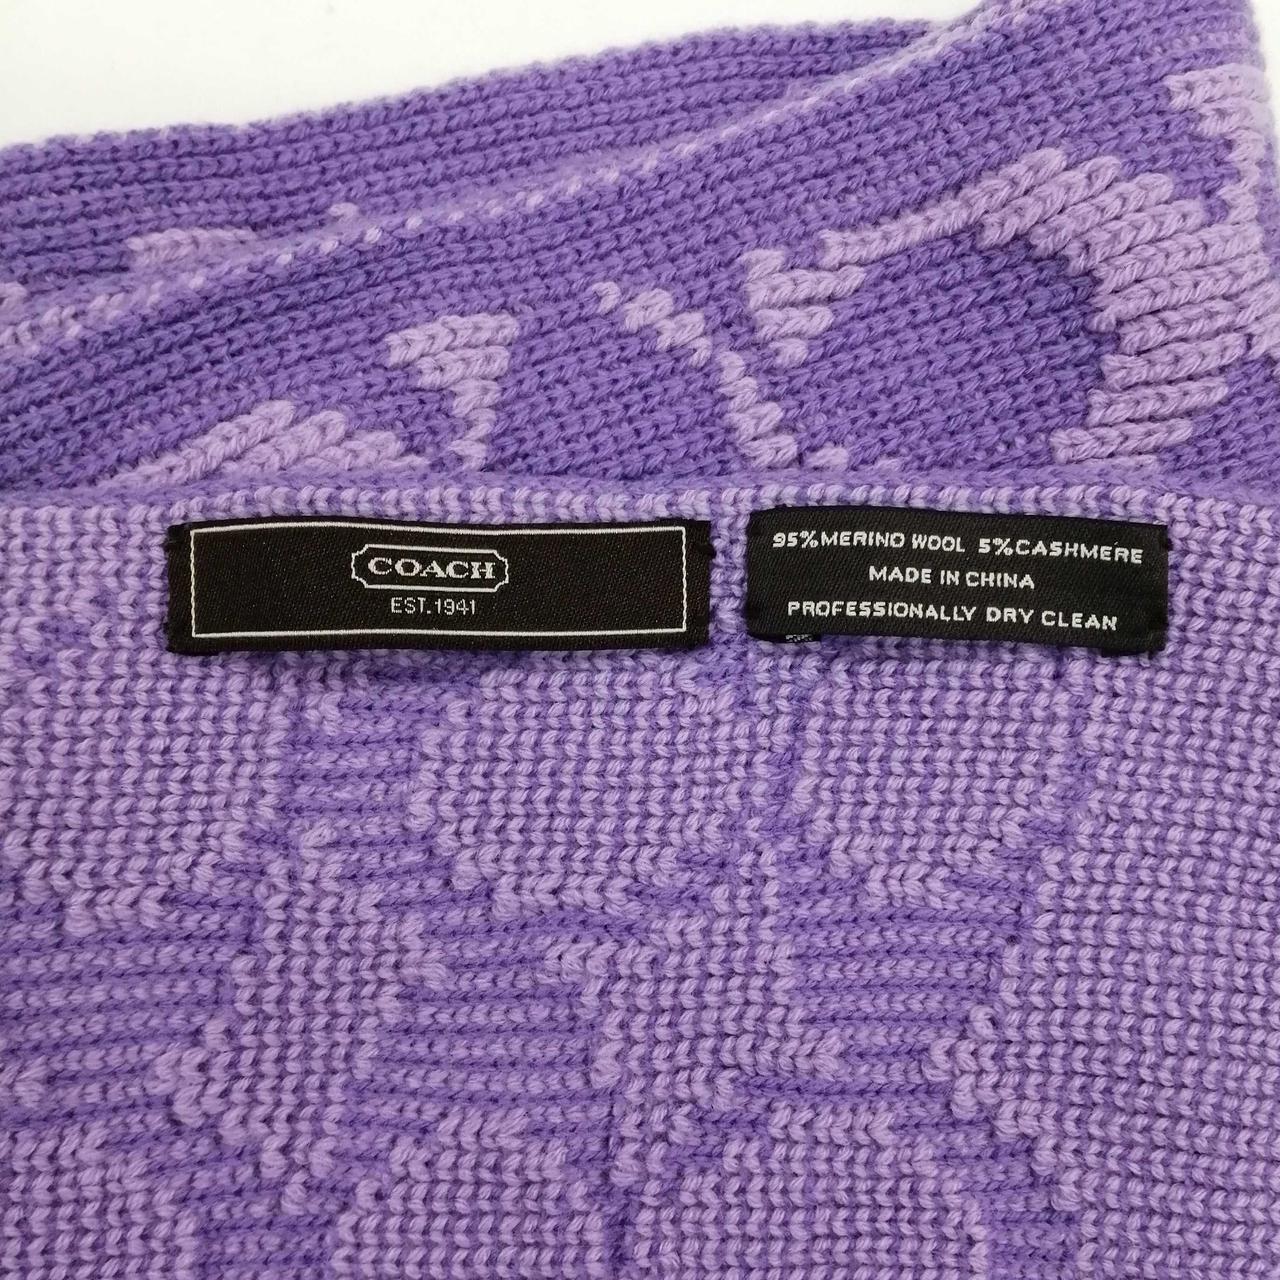 COACH
EST.1941
95%MERINO WOOL 5%CASHMERE
MADE IN CHINA
PROFESSIONALLY DRY CLEAN